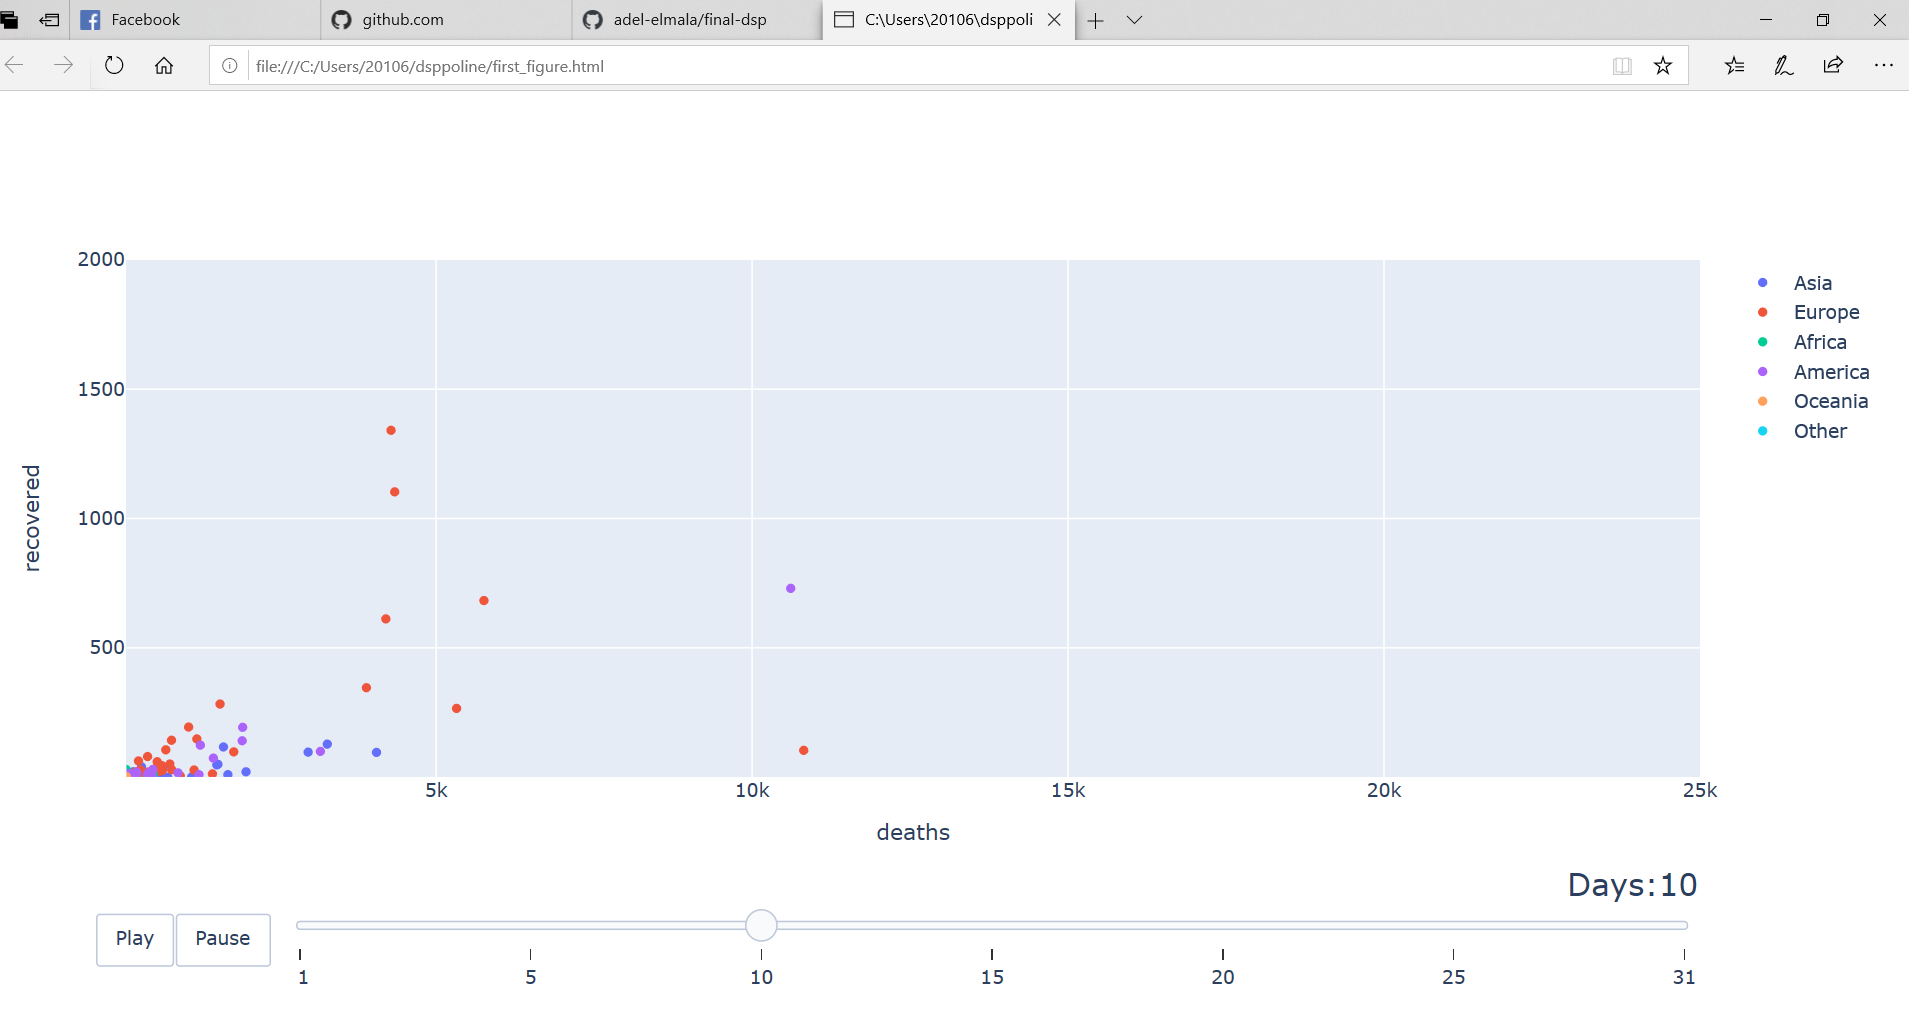 Facebook
github.com
adel-elmala/final-dsp
C:\Users\20106\dsppoli
file:///C:/Users/20106/dsppoline/first_figure.html
2000
1500
1000
500
recovered
5k
10k
15k
20k
25k
deaths
Asia
Europe
Africa
America
Oceania
Other
Days:10
Play
Pause
1
5
10
15
20
25
31